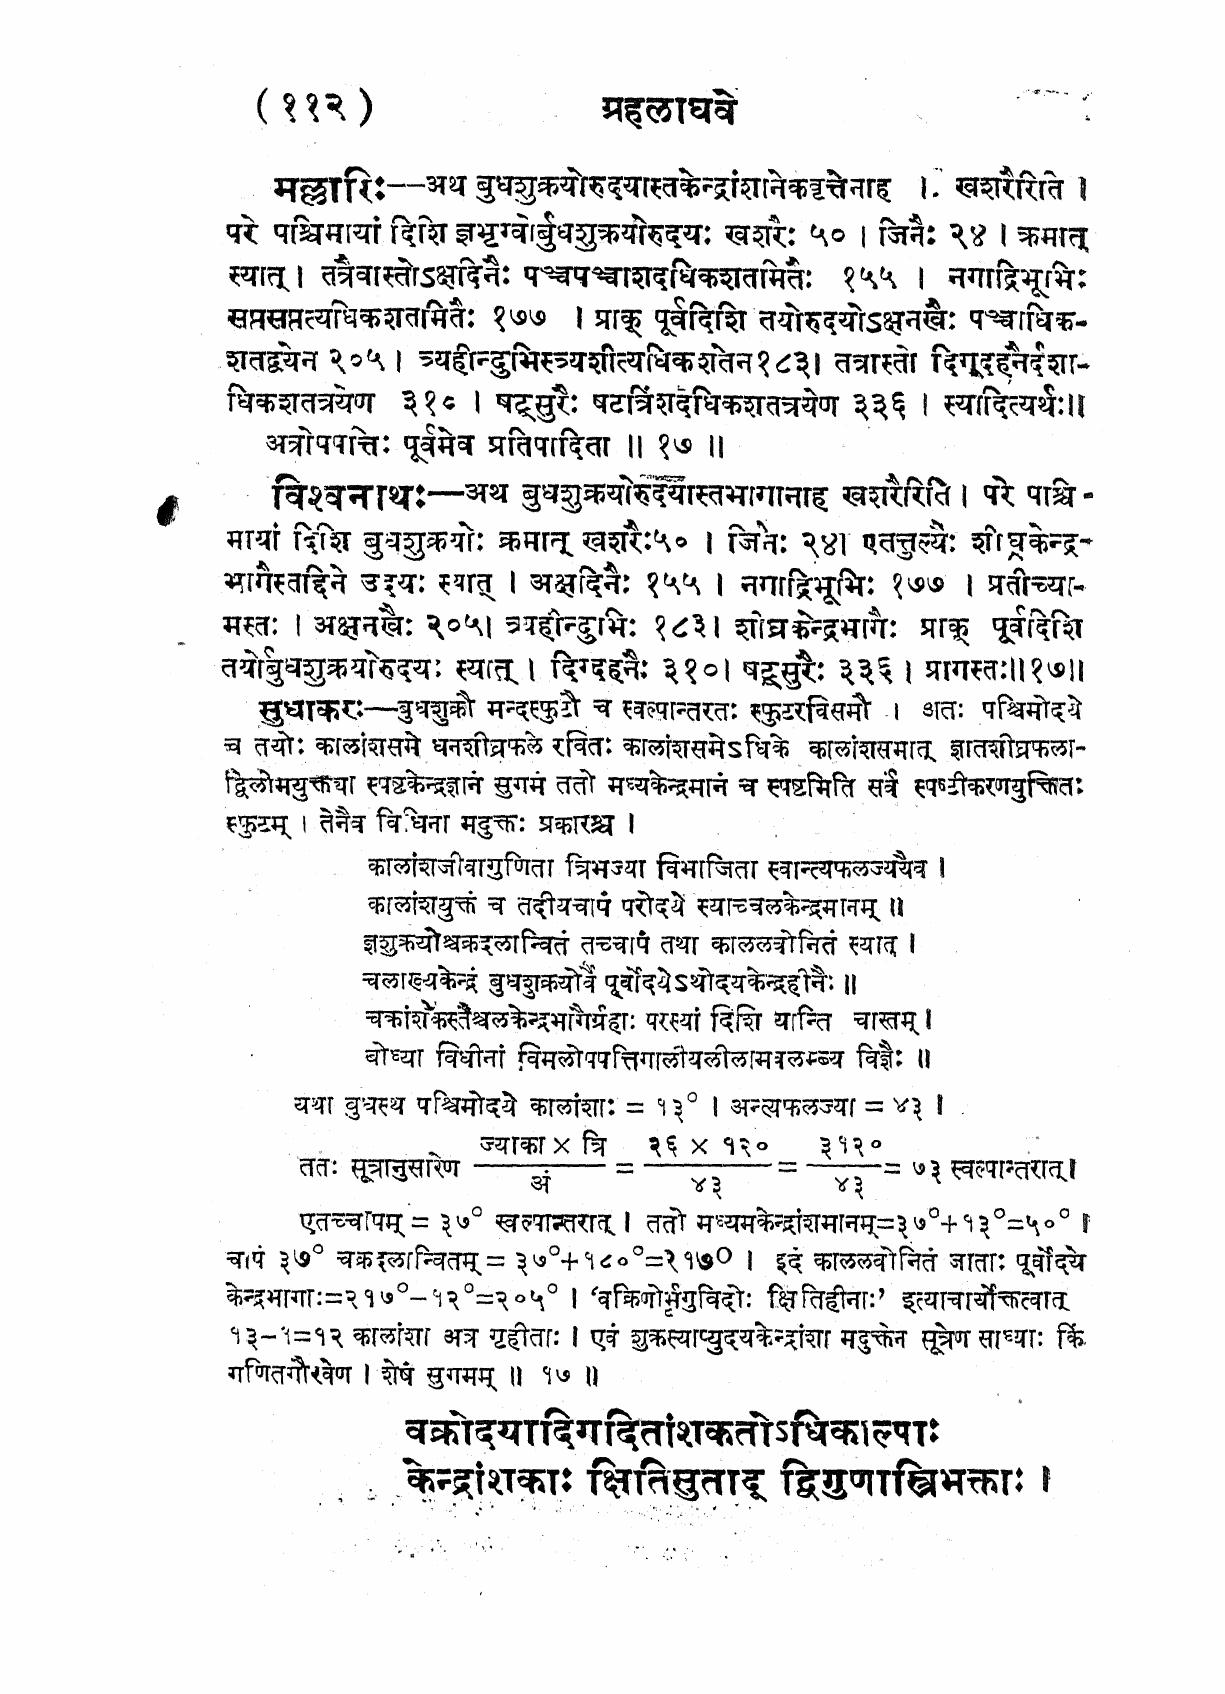 ( ११२ ) ग्रहलाघवे
मल्लारिः--अथ बुधशुक्रयोरुदयास्तकेन्द्रांशानेकवृत्तेनाह । खशरैरिति ।
परे पश्चिमायां दिशि ज्ञभृग्वोर्बुधशुक्रयोरुदयः खशरैः ५० । जिनैः २४ । क्रमात्
स्यात् । तत्रैवास्तोऽक्षदिनैः पञ्चपञ्चाशदधिकशतमितैः १५५ । नगाद्रिभूभिः
सप्तसप्तत्यधिकशतमितैः १७७ । प्राक् पूर्वदिशि तयोरुदयोऽक्षनखैः पञ्चाधिक-
शतद्वयेन २०५ । त्र्यहीन्दुभिस्त्र्यशीत्यधिकशतेन१८३। तत्रास्तो दिग्दहनैर्दशा-
धिकशतत्रयेण ३१० । षट्सुरैः षटत्रिंशदधिकशतत्रयेण ३३६ । स्यादित्यर्थः॥
अत्रोपपत्तिः पूर्वमेव प्रतिपादिता ॥ १७ ॥
विश्वनाथः—अथ बुधशुक्रयोरुदयास्तभागानाह खशरैरिति । परे पश्चि-
मायां दिशि बुधशुक्रयोः क्रमात् खशरैः५० । जिनैः २४। एतत्तुल्यैः शीघ्रकेन्द्र-
भागैस्तद्दिने उदयः स्यात् । अक्षदिनैः १५५ । नगाद्रिभूभिः १७७ । प्रतीच्या-
मस्तः । अक्षनखैः २०५। त्र्यहीन्दुभिः १८३। शीघ्रकेन्द्रभागैः प्राक् पूर्वदिशि
तयोर्बुधशुक्रयोरुदयः स्यात् । दिग्दहनैः ३१०। षट्सुरैः ३३६ । प्रागस्तः॥१७॥
सुधाकरः—बुधशुक्रौ मन्दस्फुटौ च स्वल्पान्तरतः स्फुटरविसमौ । अतः पश्चिमोदये
च तयोः कालांशसमे धनशीघ्रफले रवितः कालांशसमेऽधिके कालांशसमात् ज्ञातशीघ्रफला-
द्विलोमयुक्तया स्पष्टकेन्द्रज्ञानं सुगमं ततो मध्यकेन्द्रमानं च स्पष्टमिति सर्वं स्पष्टीकरणयुक्तितः
स्फुटम् । तेनैव विधिना मदुक्तः प्रकारश्च ।
कालांशजीवागुणिता त्रिभज्या विभाजिता स्वान्त्यफलज्ययैव ।
कालांशयुक्तं च तदीयचापं परोदये स्याच्चलकेन्द्रमानम् ॥
ज्ञशुक्रयोश्चक्रदलान्वितं तच्चापं तथा काललवोनितं स्यात् ।
चलाख्यकेन्द्रं बुधशुक्रयोर्वै पूर्वोदयेऽथोदयकेन्द्रहीनैः ॥
चक्रांशकैस्तैश्चलकेन्द्रभागैर्ग्रहाः परस्यां दिशि यान्ति चास्तम् ।
बोध्या विधीनां विमलोपपत्तिगालीयलीलामवलम्ब्य विज्ञैः ॥
यथा बुधस्य पश्चिमोदये कालांशाः = १३° । अन्त्यफलज्या = ४३ ।
ततः सूत्रानुसारेण ज्याका × त्रि / अं = २६ × १२० / ४३ = ३१२० / ४३ = ७३ स्वल्पान्तरात्।
एतच्चापम् = ३७° स्वल्पान्तरात् । ततो मध्यमकेन्द्रांशमानम्=३७°+१३°=५०° ।
चापं ३७° चक्रदलान्वितम् = ३७°+१८०°=२१७० । इदं काललवोनितं जाताः पूर्वोदये
केन्द्रभागाः=२१७°–१२°=२०५° । ‘वक्रिणोर्भृगुविदोः क्षितिहीनाः’ इत्याचार्योक्तत्वात्
१३–१=१२ कालांशा अत्र गृहीताः । एवं शुक्रस्याप्युदयकेन्द्रांशा मदुक्तेन सूत्रेण साध्याः किं
गणितगौरवेण । शेषं सुगमम् ॥ १७ ॥
वक्रोदयादिगदितांशकतोऽधिकाल्पाः
केन्द्रांशकाः क्षितिसुताद् द्विगुणास्त्रिभक्ताः ।